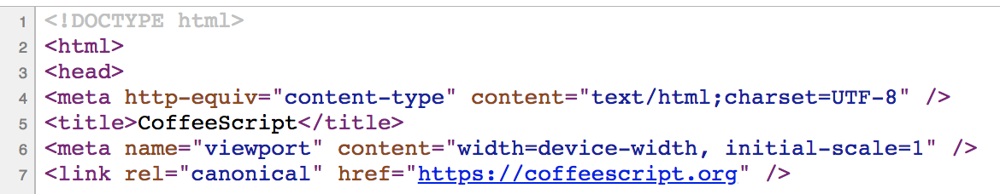 1 <!DOCTYPE html>
2 <html>
3 <head>
4 <meta http-equiv="content-type" content="text/html;charset=UTF-8" />
5 <title>CoffeeScript</title>
6 <meta name="viewport" content="width=device-width, initial-scale=1" />
7 <link rel="canonical" href="https://coffeescript.org" />